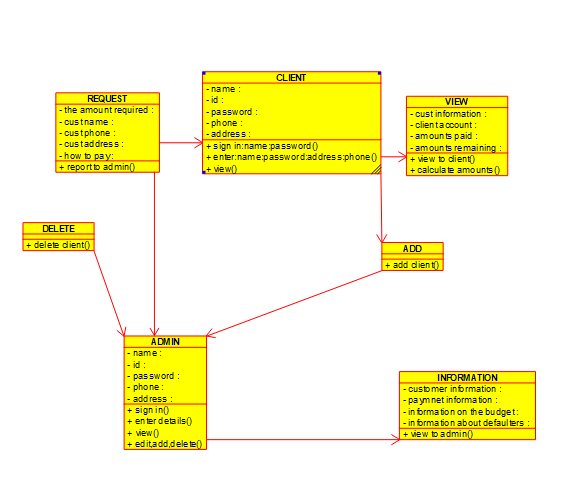 CLIENT
- name :
- id :
- password :
- phone :
- address :
+ sign in:name:password()
+ enter:name:password:address:phone()
+ view()
REQUEST
- the amount required :
- custname :
- custphone :
- custaddress :
- how to pay:
+ report to admin()
VIEW
- cust information :
- client account :
- amounts paid :
- amounts remaining :
+ view to client()
+ calculate amounts()
DELETE
+ delete client()
ADD
+ add client()
ADMIN
- name :
- id :
- password :
- phone :
- address :
+ sign in()
+ enter details()
+ view()
+ edit,add,delete()
INFORMATION
- customer information :
- paymnet information :
- information on the budget :
- information about defaulters :
+ view to admin()